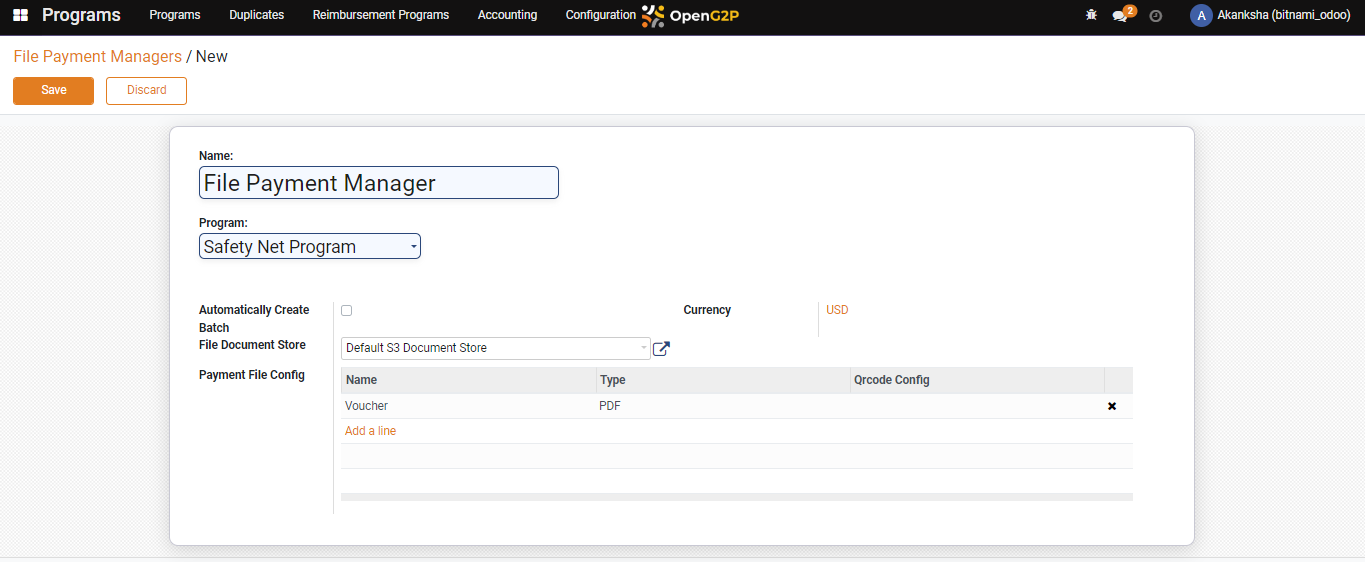 Programs Programs Duplicates Reimbursement Programs Accounting Configuration OpenG2P 2 A Akanksha (bitnami_odoo)
File Payment Managers / New
Save Discard
Name:
File Payment Manager
Program:
Safety Net Program
Automatically Create Batch
Currency USD
File Document Store Default S3 Document Store
Payment File Config
Name Type Qrcode Config
Voucher PDF
Add a line